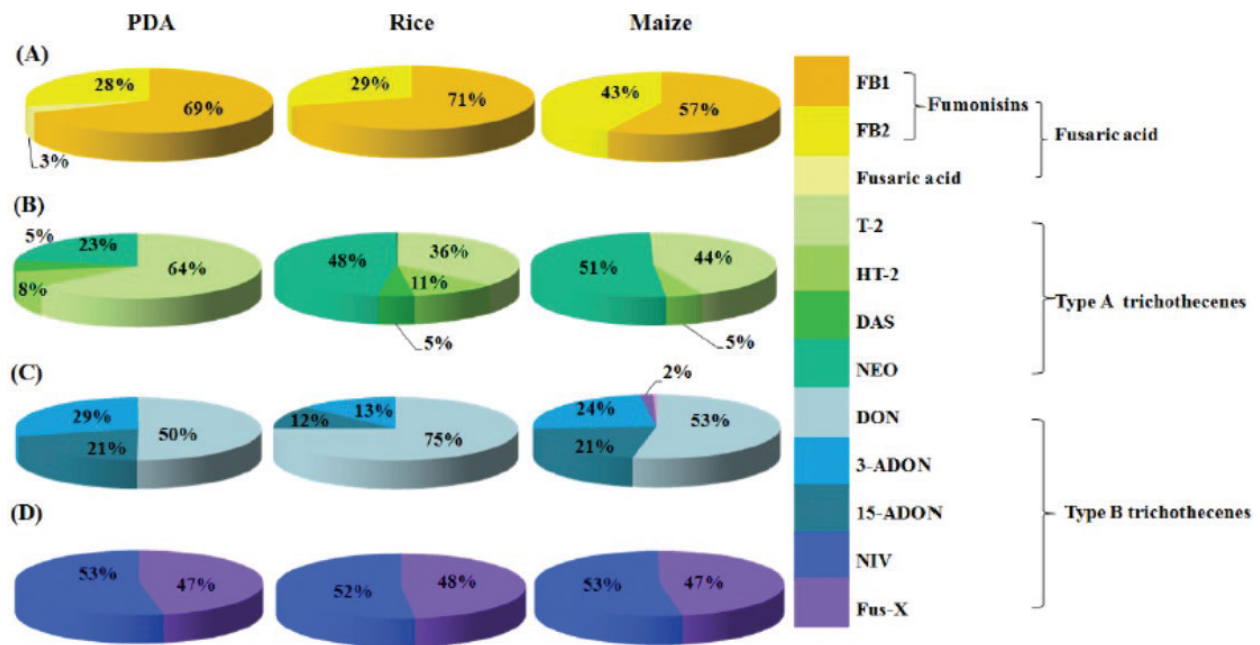 PDA Rice Maize
(A)
28% 69% 3%
29% 71%
43% 57%
(B)
5% 23% 64% 8%
48% 36% 11% 5%
51% 44% 5%
(C)
29% 50% 21%
13% 12% 75%
2% 24% 53% 21%
(D)
53% 47%
52% 48%
53% 47%
FB1
FB2
Fumonisins
Fusaric acid
Fusaric acid
T-2
HT-2
DAS
NEO
Type A trichothecenes
DON
3-ADON
15-ADON
NIV
Fus-X
Type B trichothecenes